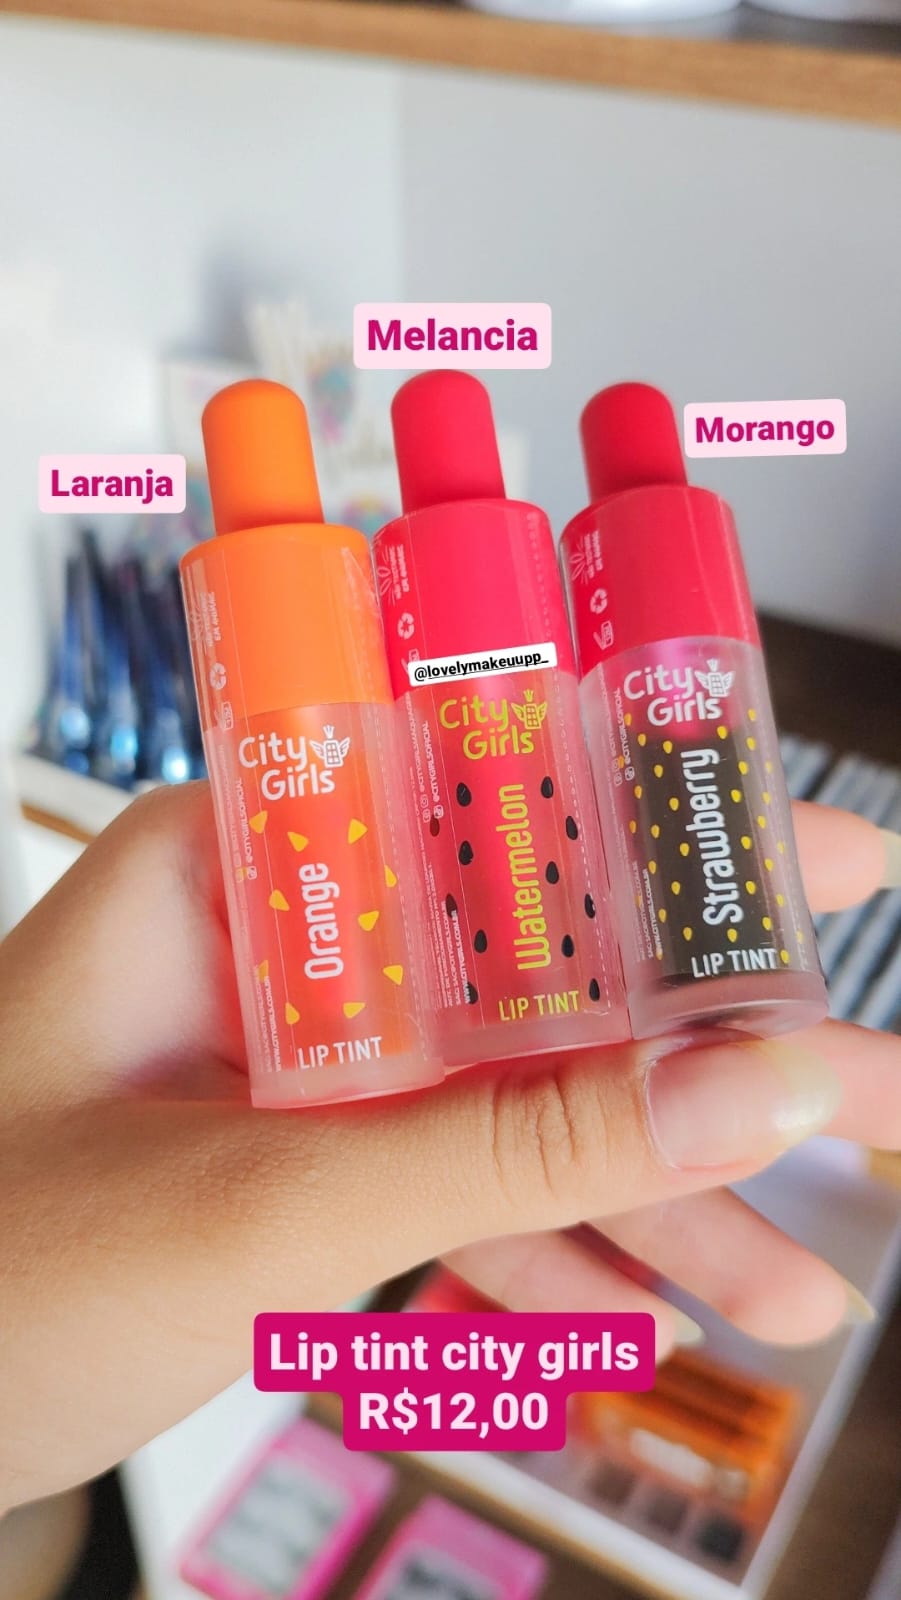 Melancia
Morango
Laranja
@lovelymakeuupp_
City
Girls
Orange
LIP TINT
City
Girls
Watermelon
LIP TINT
City
Girls
Strawberry
LIP TINT
Lip tint city girls
R$12,00